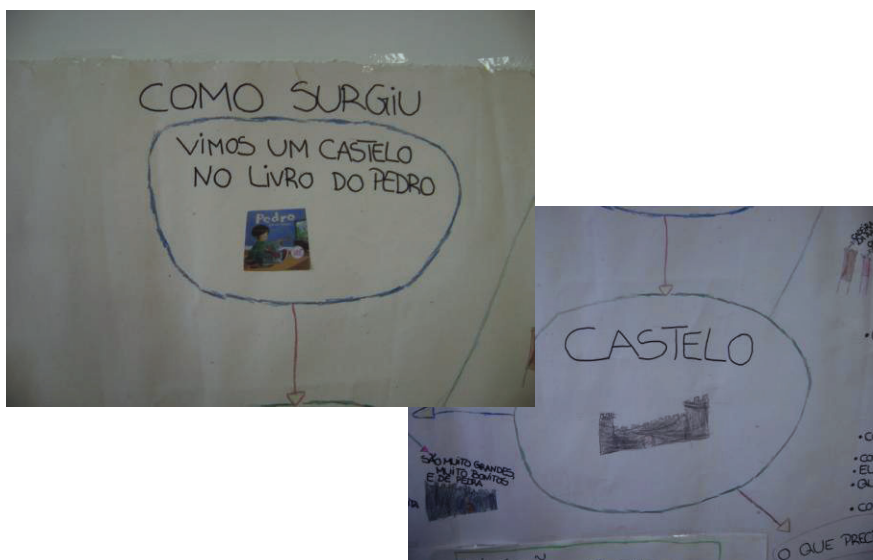 COMO SURGIU
VIMOS UM CASTELO
NO LIVRO DO PEDRO
Pedro
CASTELO
SÃO MUITO GRANDES,
MUITO BONITOS
E DE PEDRA
O QUE